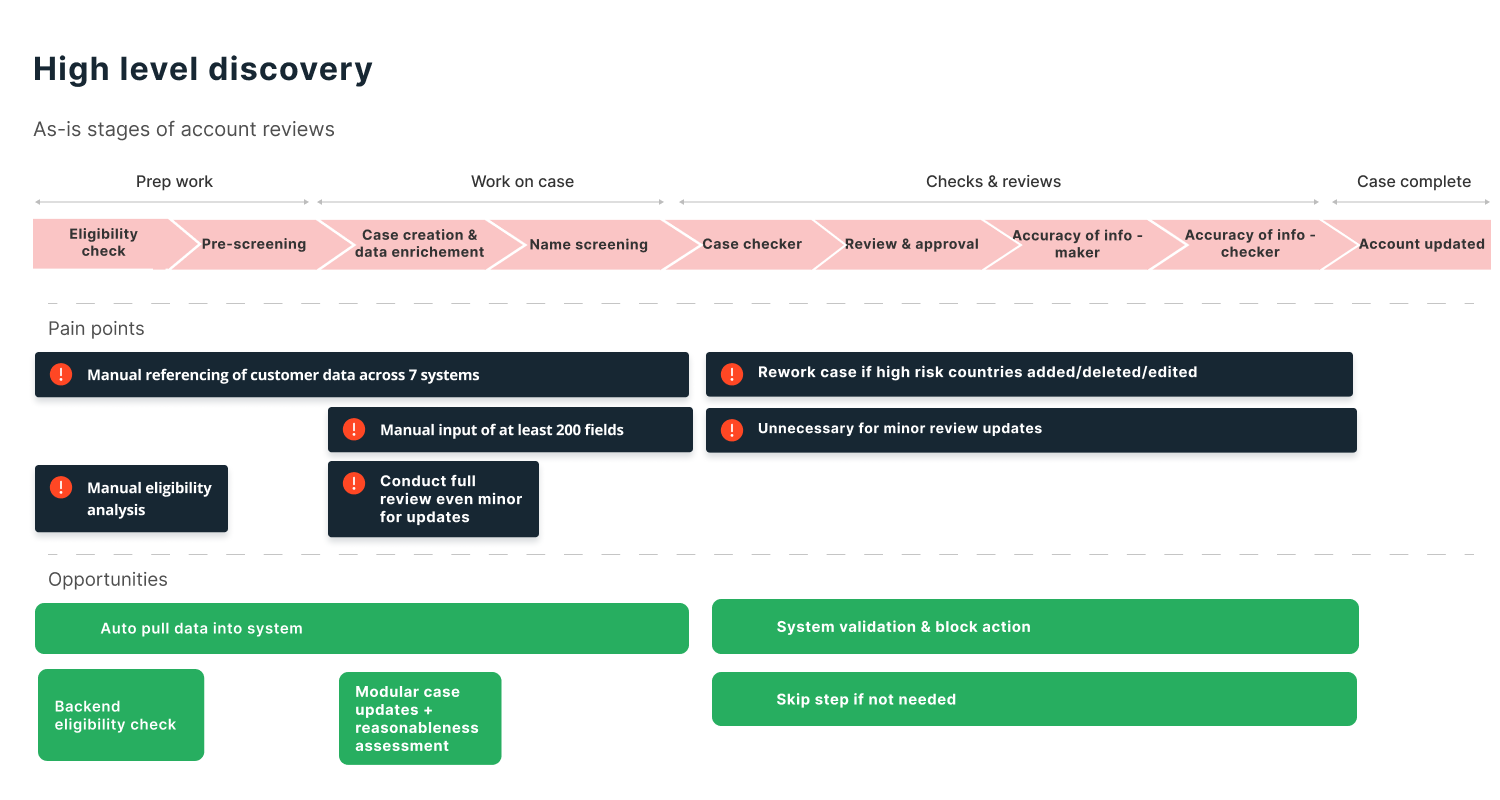 High level discovery
As-is stages of account reviews
Prep work
Work on case
Checks & reviews
Case complete
Eligibility
check
Pre-screening
Case creation &
data enrichement
Name screening
Case checker
Review & approval
Accuracy of info -
maker
Accuracy of info -
checker
Account updated
Pain points
Manual referencing of customer data across 7 systems
Rework case if high risk countries added/deleted/edited
Manual input of at least 200 fields
Unnecessary for minor review updates
Manual eligibility
analysis
Conduct full
review even minor
for updates
Opportunities
Auto pull data into system
System validation & block action
Backend
eligibility check
Modular case
updates +
reasonableness
assessment
Skip step if not needed